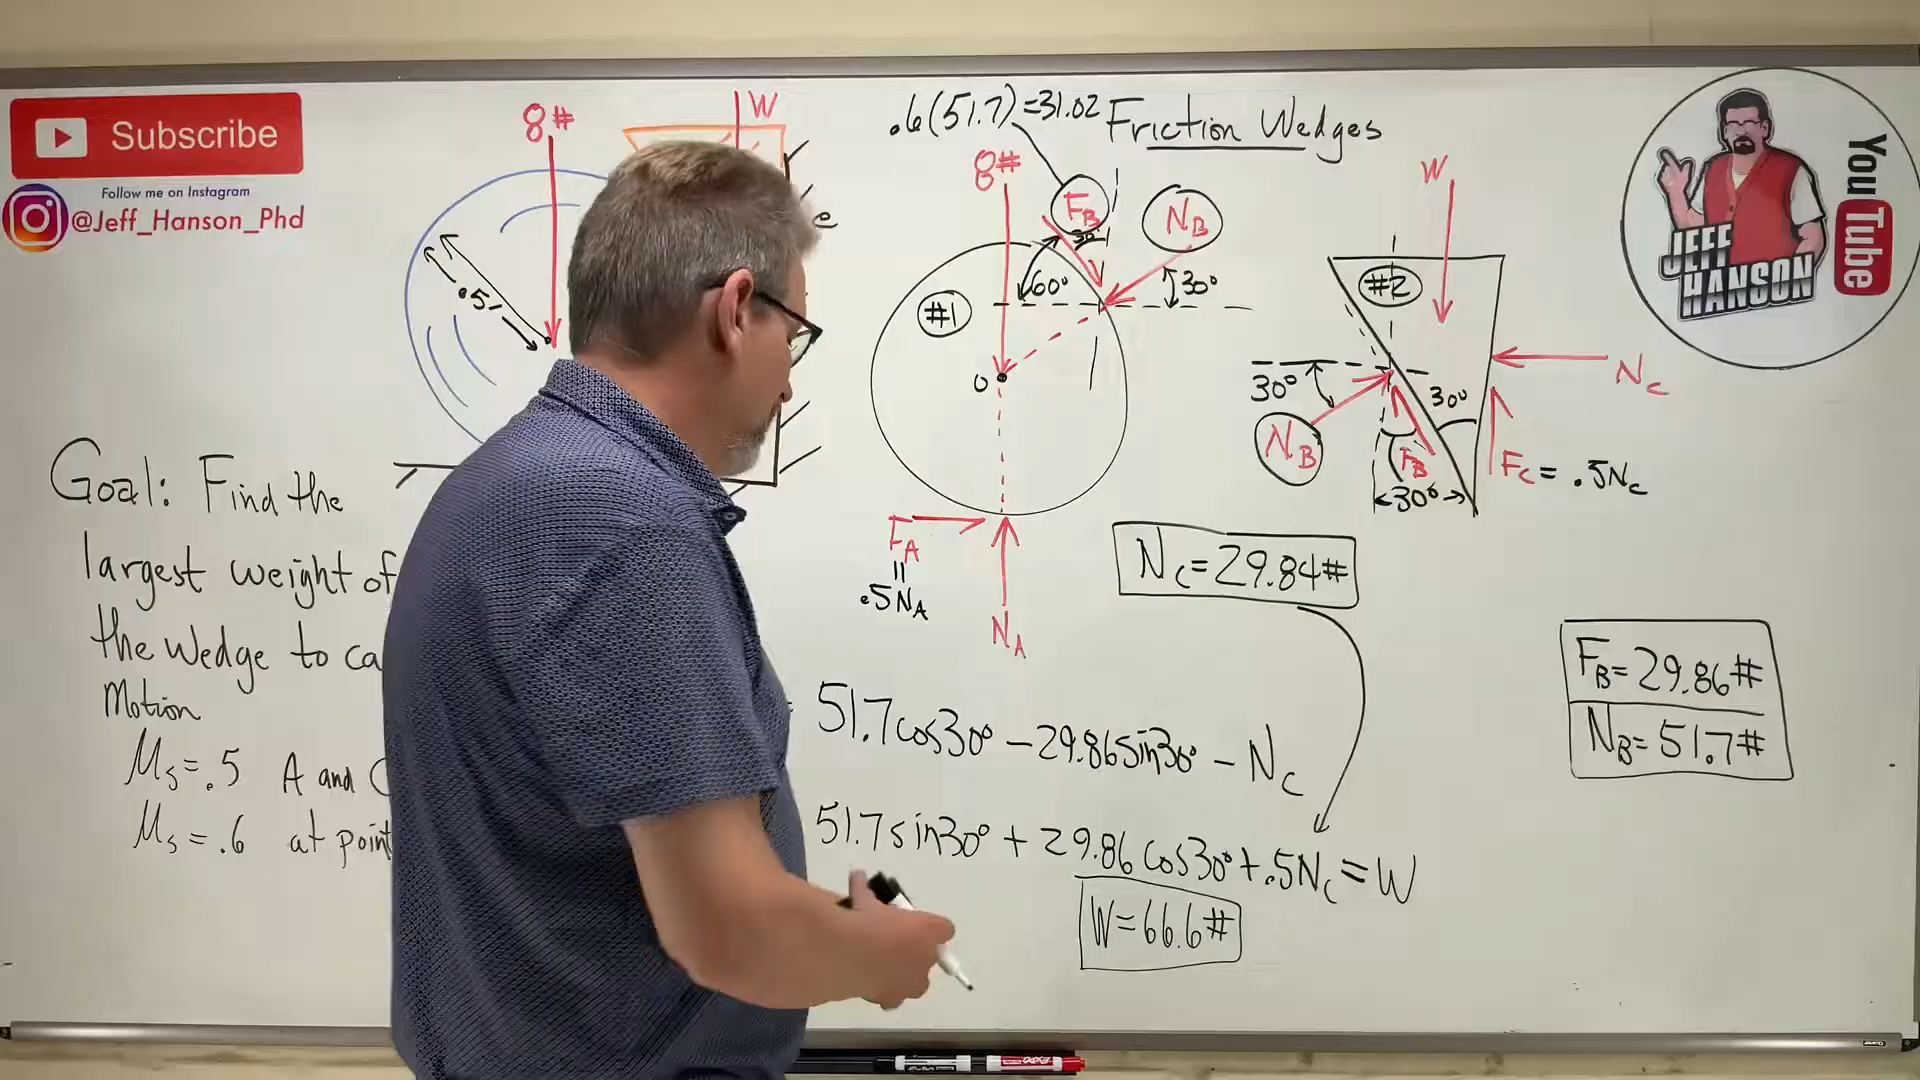 Subscribe
Follow me on Instagram
@Jeff_Hanson_Phd
8#
W
.5'
e
.6(51.7)=31.02
Friction Wedges
8#
FB
NB
30°
60°
30°
#1
O
FA
=
.5NA
NA
W
#2
NC
30°
30°
NB
FB
30°
FC = .5NC
YouTube
JEFF
HANSON
Goal: Find the
largest weight of
the Wedge to ca
Motion
μs=.5 A and C
μs=.6 at point
NC=29.84#
FB=29.86#
NB=51.7#
51.7cos30° - 29.86sin30° - NC
51.7sin30° + 29.86cos30°+.5NC=W
W=66.6#